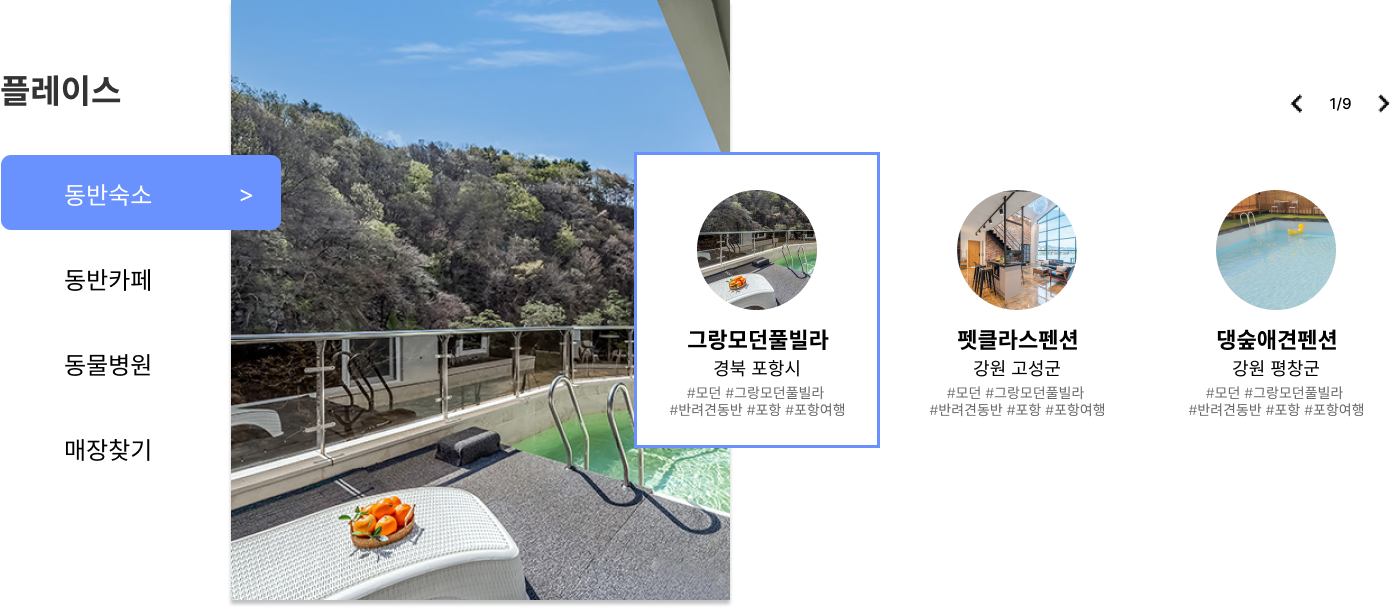 플레이스
1/9
동반숙소 >
동반카페
동물병원
매장찾기
그랑모던풀빌라
경북 포항시
#모던 #그랑모던풀빌라
#반려견동반 #포항 #포항여행
펫클라스펜션
강원 고성군
#모던 #그랑모던풀빌라
#반려견동반 #포항 #포항여행
댕숲애견펜션
강원 평창군
#모던 #그랑모던풀빌라
#반려견동반 #포항 #포항여행